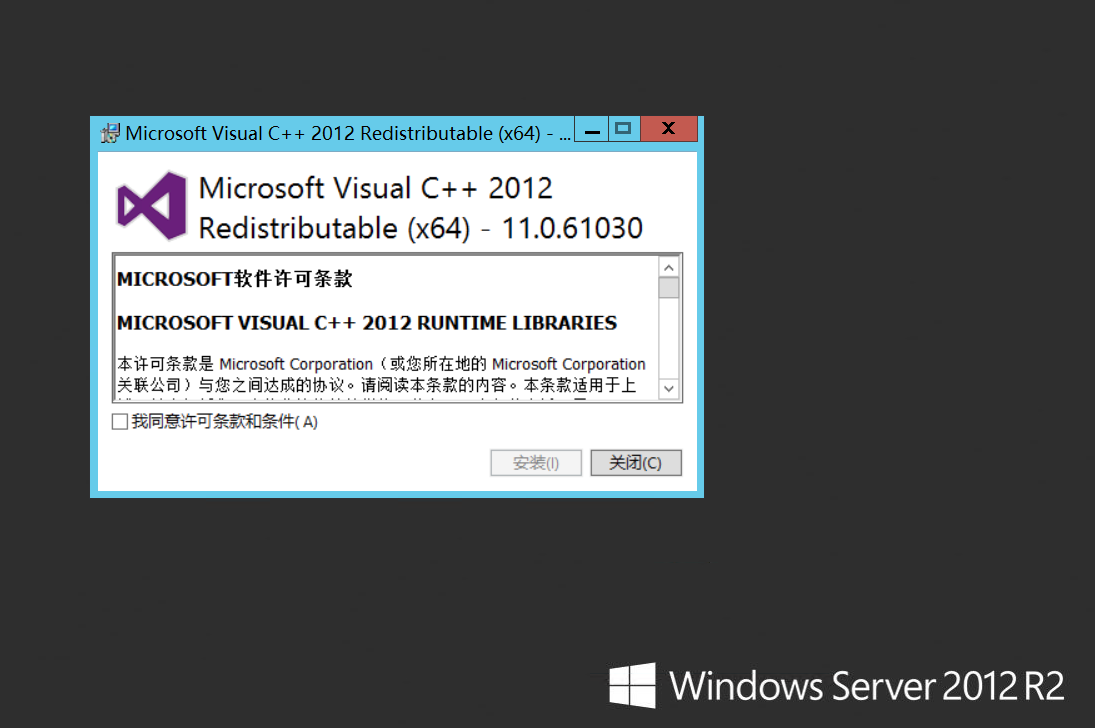 Microsoft Visual C++ 2012 Redistributable (x64) - ...
Microsoft Visual C++ 2012
Redistributable (x64) - 11.0.61030
MICROSOFT软件许可条款
MICROSOFT VISUAL C++ 2012 RUNTIME LIBRARIES
本许可条款是 Microsoft Corporation（或您所在地的 Microsoft Corporation
关联公司）与您之间达成的协议。请阅读本条款的内容。本条款适用于上
我同意许可条款和条件( A)
安装(I)
关闭(C)
Windows Server 2012 R2